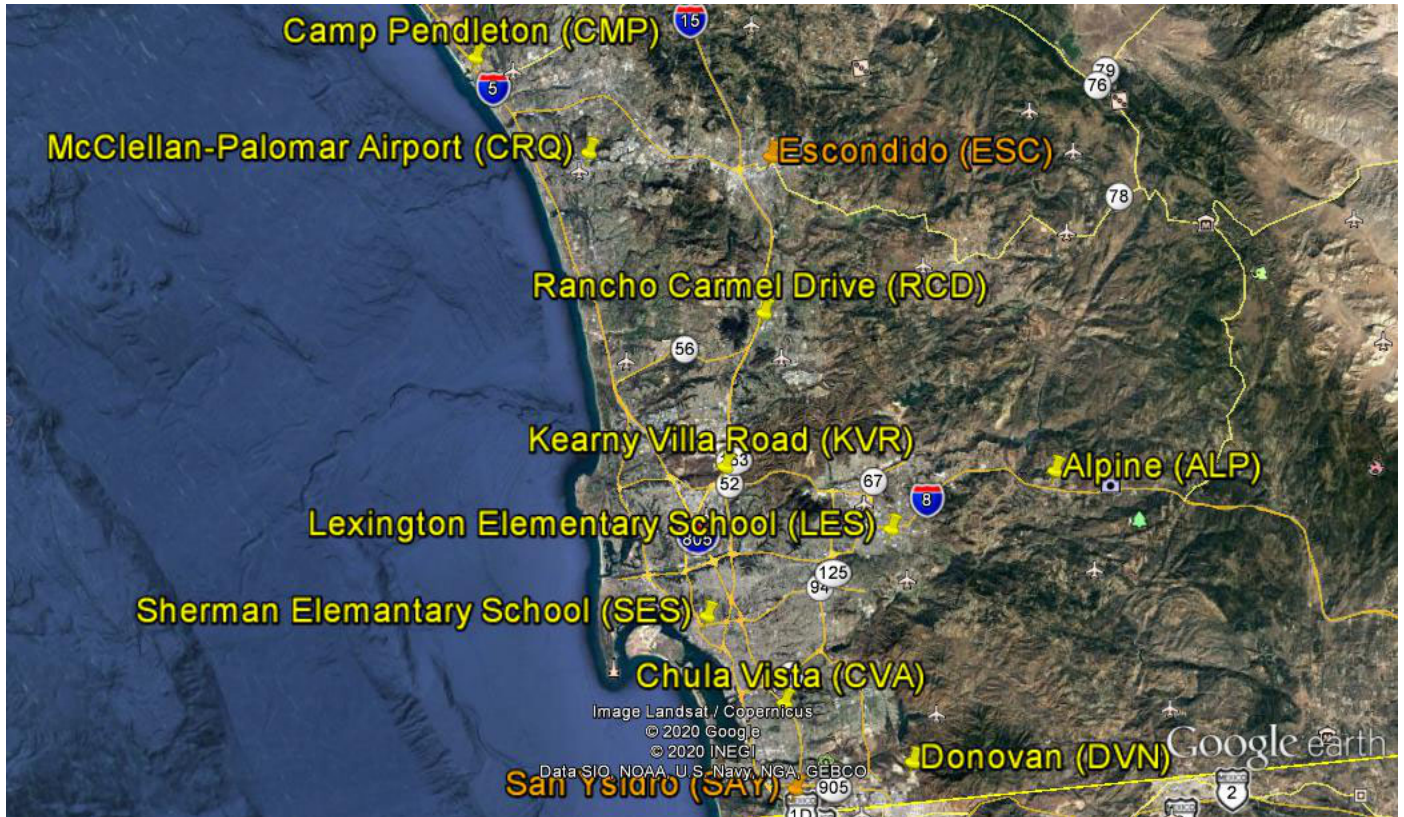 Camp Pendleton (CMP)
15
5
79
76
McClellan-Palomar Airport (CRQ)
Escondido (ESC)
78
Rancho Carmel Drive (RCD)
56
Kearny Villa Road (KVR)
52
67
Alpine (ALP)
8
Lexington Elementary School (LES)
805
125
94
Sherman Elemantary School (SES)
Chula Vista (CVA)
Image Landsat / Copernicus
© 2020 Google
© 2020 INEGI
Data SIO, NOAA, U.S. Navy, NGA, GEBCO
Donovan (DVN)
Google earth
San Ysidro (SAY)
905
MEXICO
2
1D